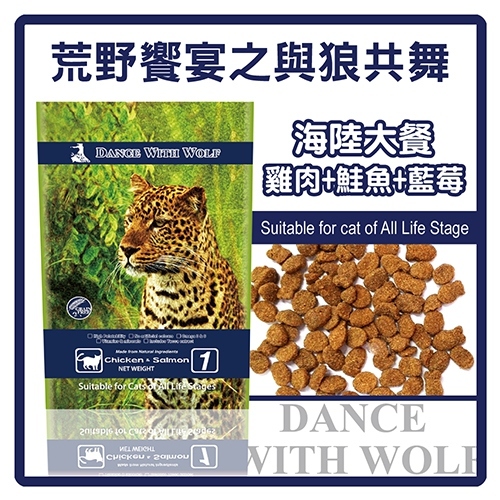 荒野饗宴之與狼共舞
海陸大餐
雞肉+鮭魚+藍莓
Suitable for cat of All Life Stage
DANCE WITH WOLF
Made from Natural Ingredients
Chicken & Salmon
NET WEIGHT
1
Suitable for Cats of All Life Stages
DANCE
WITH WOLF